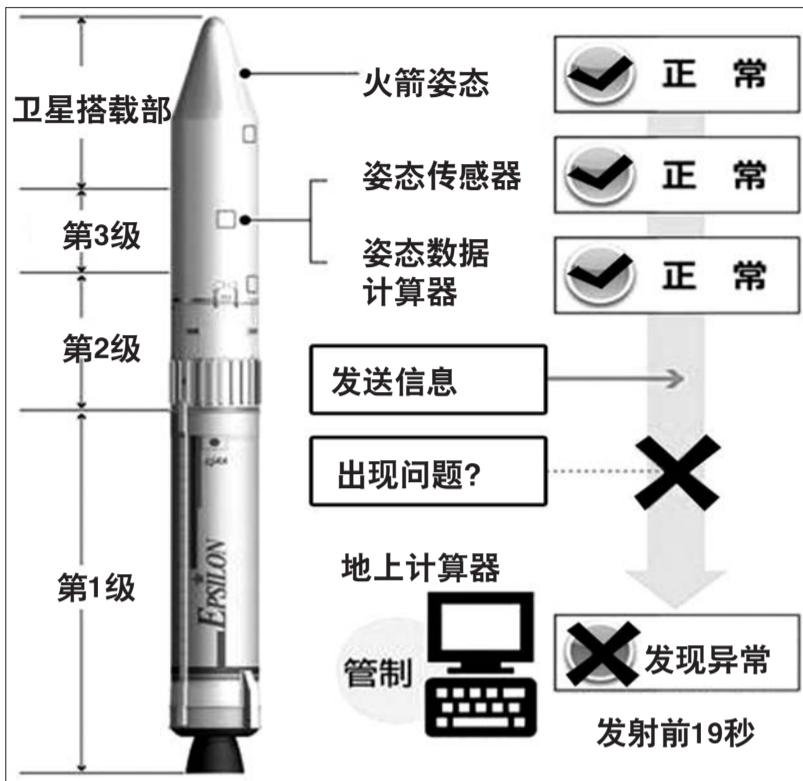 卫星搭载部
第3级
第2级
第1级
EPSILON
火箭姿态
正 常
姿态传感器
正 常
姿态数据
计算器
正 常
发送信息
出现问题?
地上计算器
管制
发现异常
发射前19秒